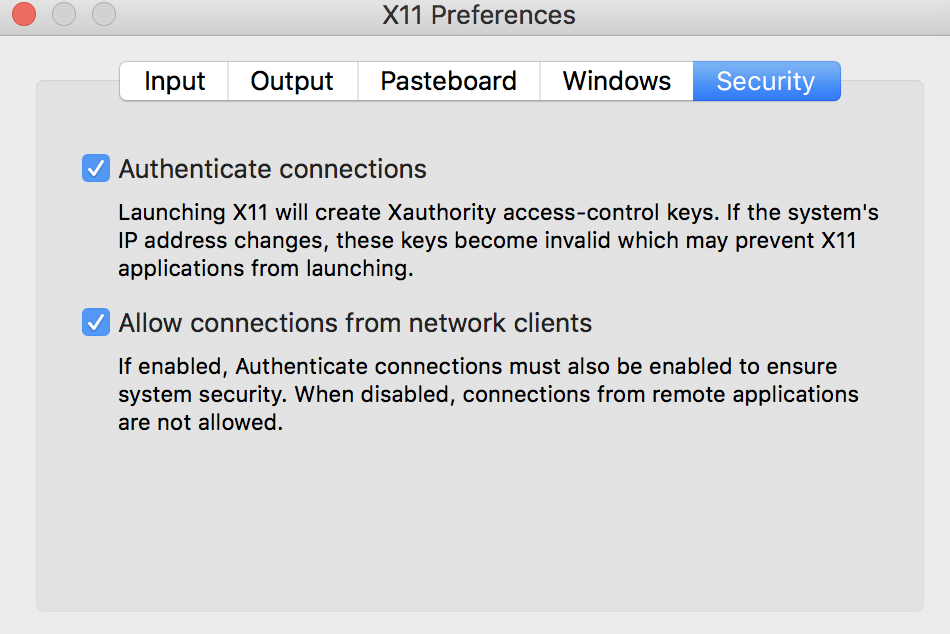 X11 Preferences
Input Output Pasteboard Windows Security
Authenticate connections
Launching X11 will create Xauthority access-control keys. If the system's
IP address changes, these keys become invalid which may prevent X11
applications from launching.
Allow connections from network clients
If enabled, Authenticate connections must also be enabled to ensure
system security. When disabled, connections from remote applications
are not allowed.